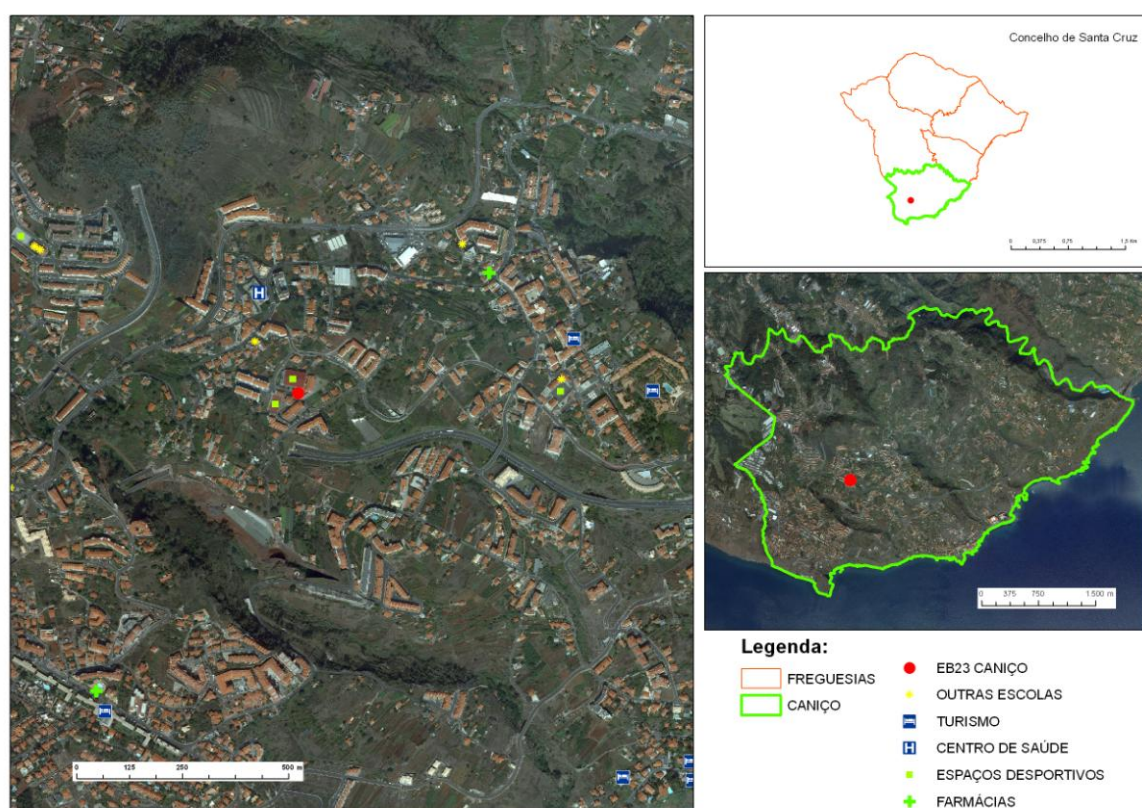 Concelho de Santa Cruz
0 0,375 0,75 1,5 Km
0 375 750 1.500 m
0 125 250 500 m
Legenda:
FREGUESIAS
CANIÇO
EB23 CANIÇO
OUTRAS ESCOLAS
TURISMO
CENTRO DE SAÚDE
ESPAÇOS DESPORTIVOS
FARMÁCIAS